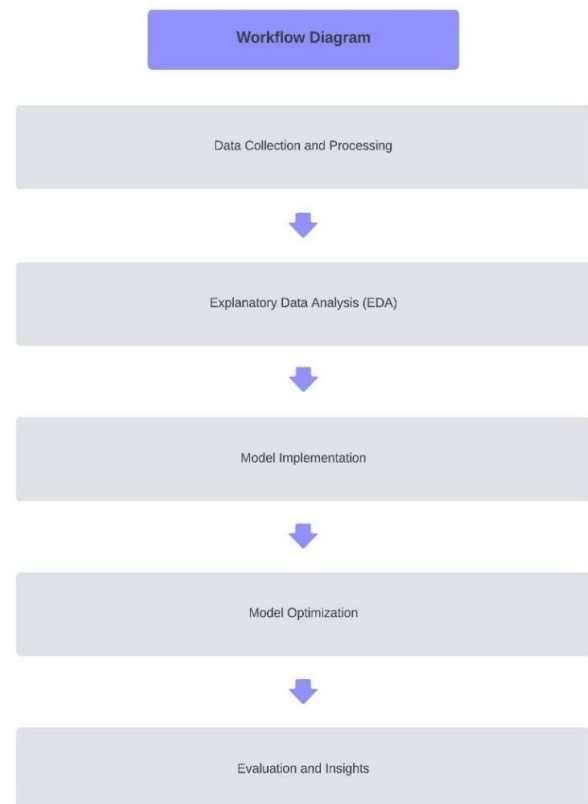 Workflow Diagram
Data Collection and Processing
Explanatory Data Analysis (EDA)
Model Implementation
Model Optimization
Evaluation and Insights